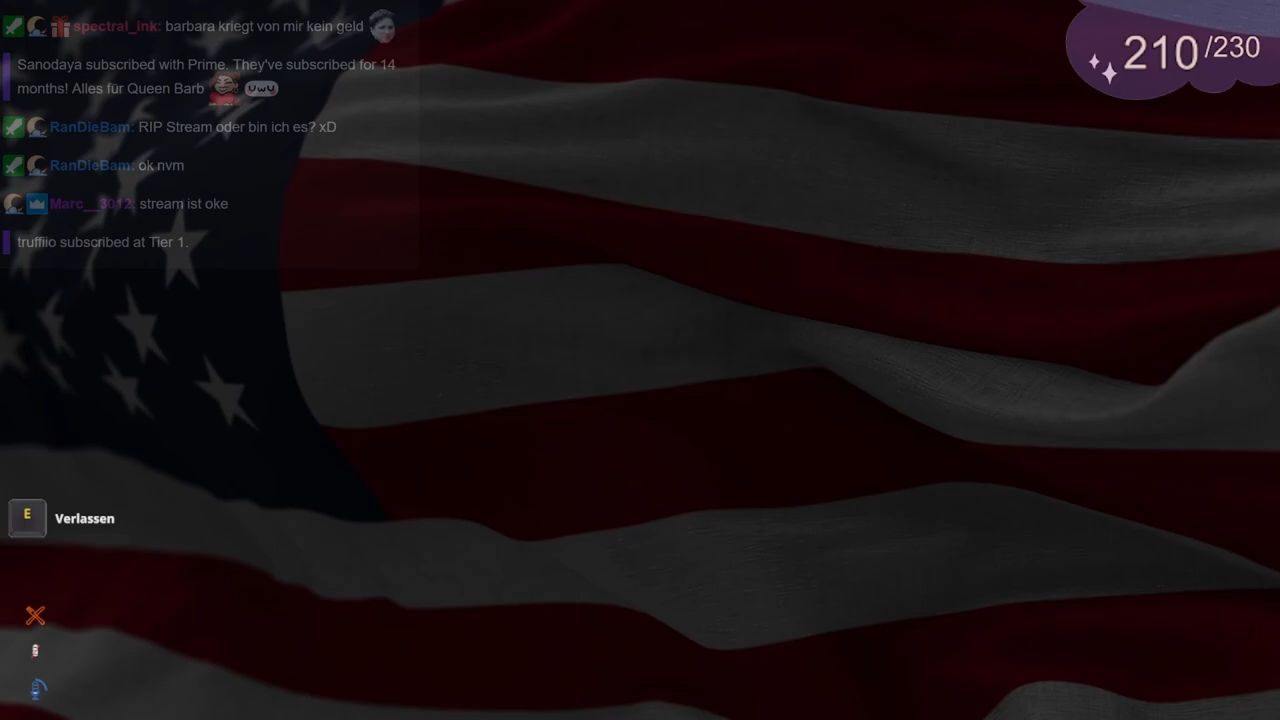 spectral_ink: barbara kriegt von mir kein geld
Sanodaya subscribed with Prime. They've subscribed for 14
months! Alles für Queen Barb UwU
RanDieBam: RIP Stream oder bin ich es? xD
RanDieBam: ok nvm
Marc__3012: stream ist oke
truffiio subscribed at Tier 1.
210/230
E Verlassen